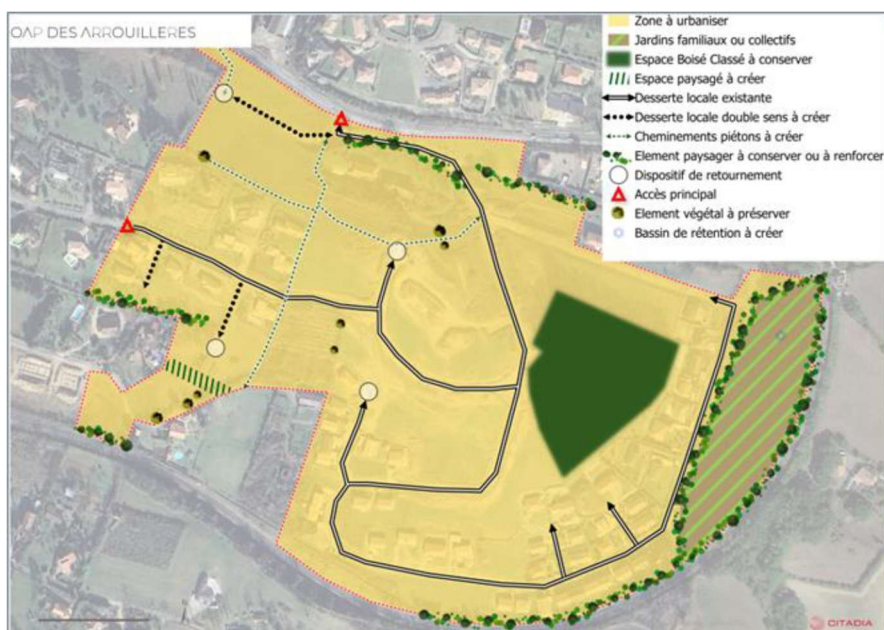 OAP DES ARROUILLERES
Zone à urbaniser
Jardins familiaux ou collectifs
Espace Boisé Classé à conserver
Espace paysagé à créer
Desserte locale existante
Desserte locale double sens à créer
Cheminements piétons à créer
Element paysager à conserver ou à renforcer
Dispositif de retournement
Accès principal
Element végétal à préserver
Bassin de rétention à créer
CITADIA